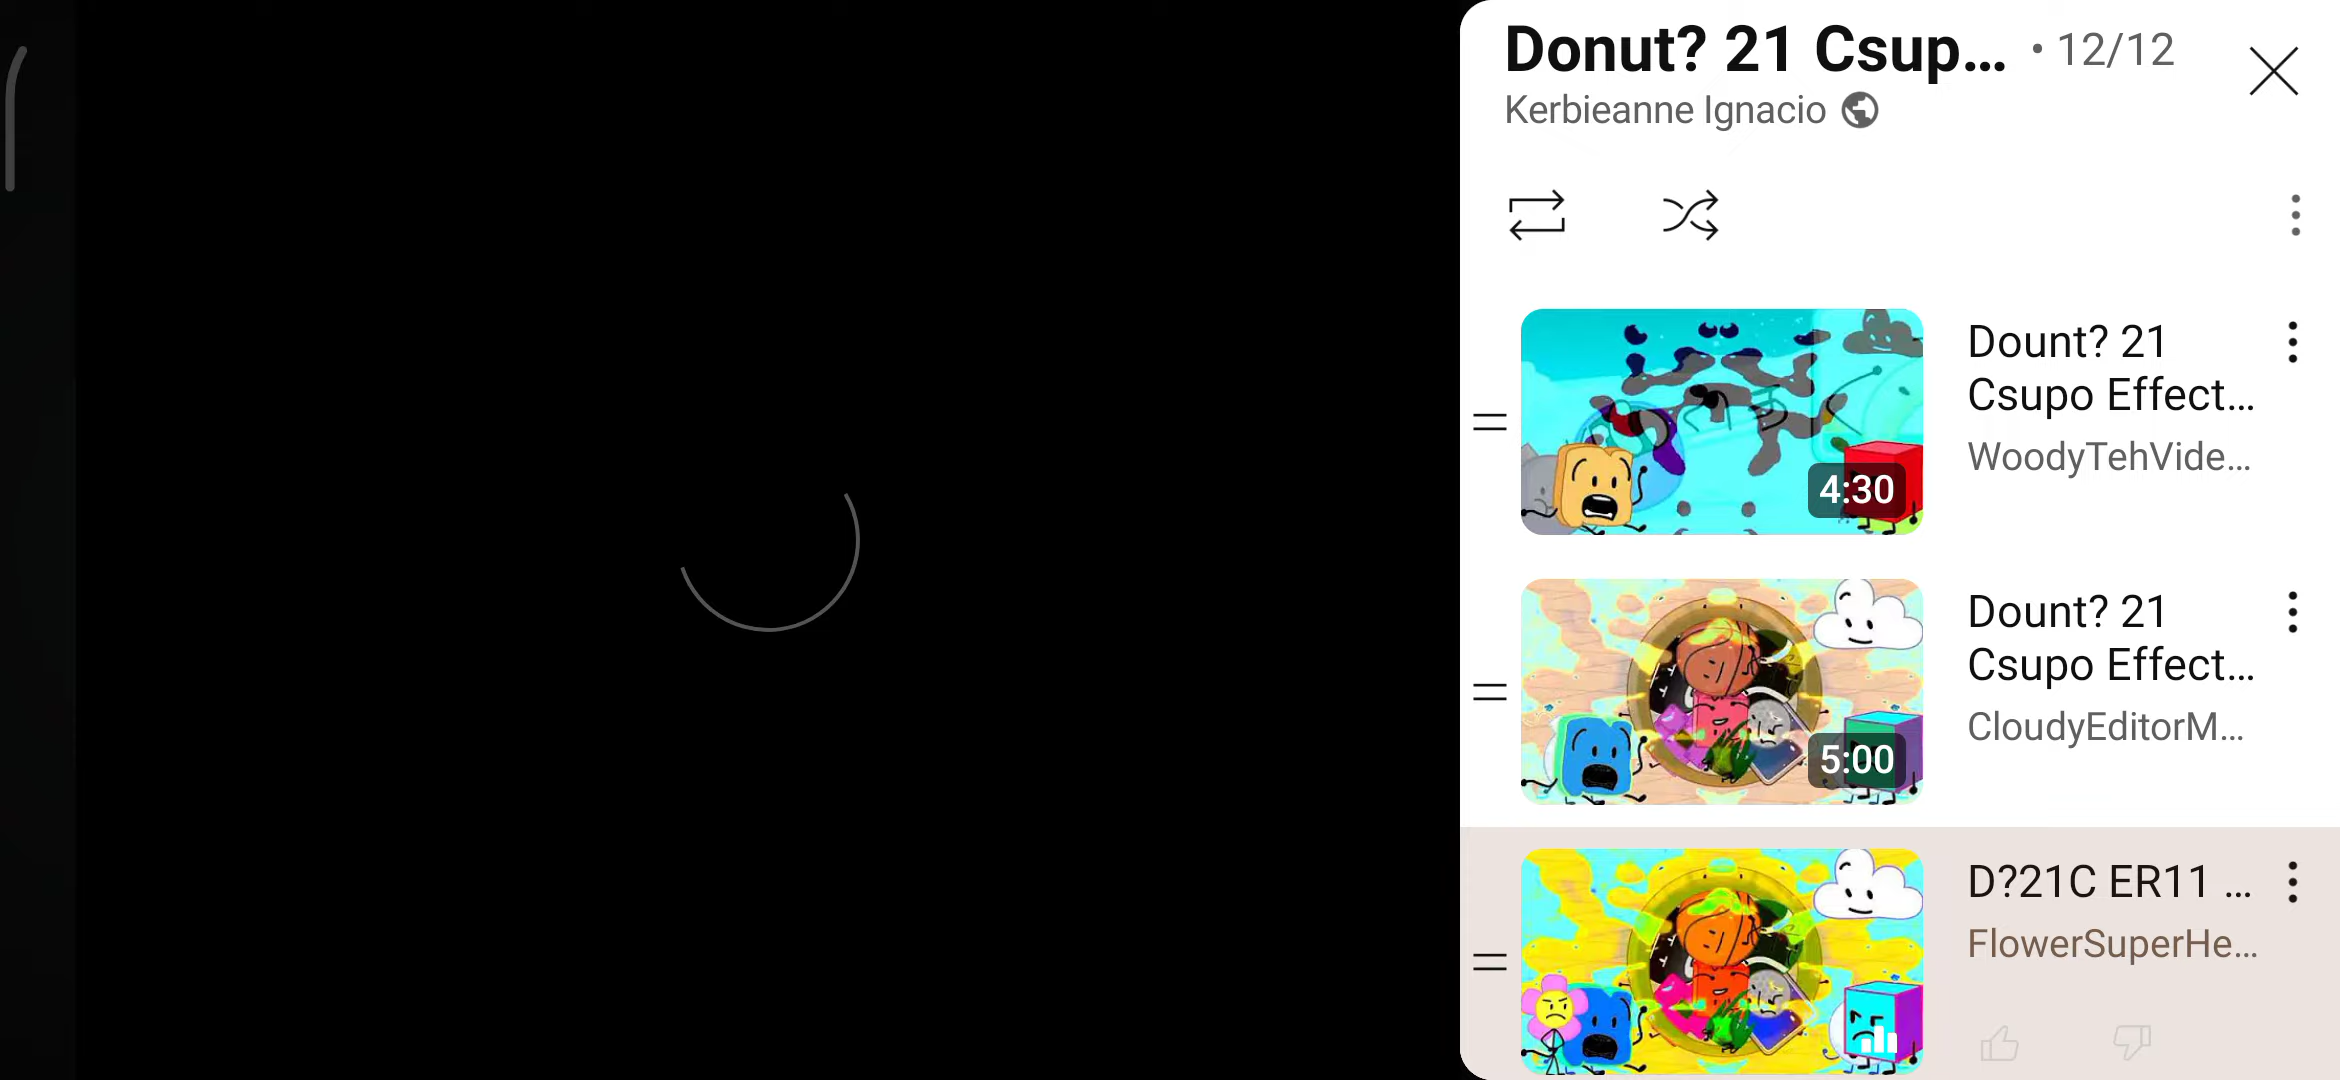 Donut? 21 Csup... • 12/12
Kerbieanne Ignacio
Dount? 21
Csupo Effect...
WoodyTehVide...
4:30
Dount? 21
Csupo Effect...
CloudyEditorM...
5:00
D?21C ER11 ...
FlowerSuperHe...